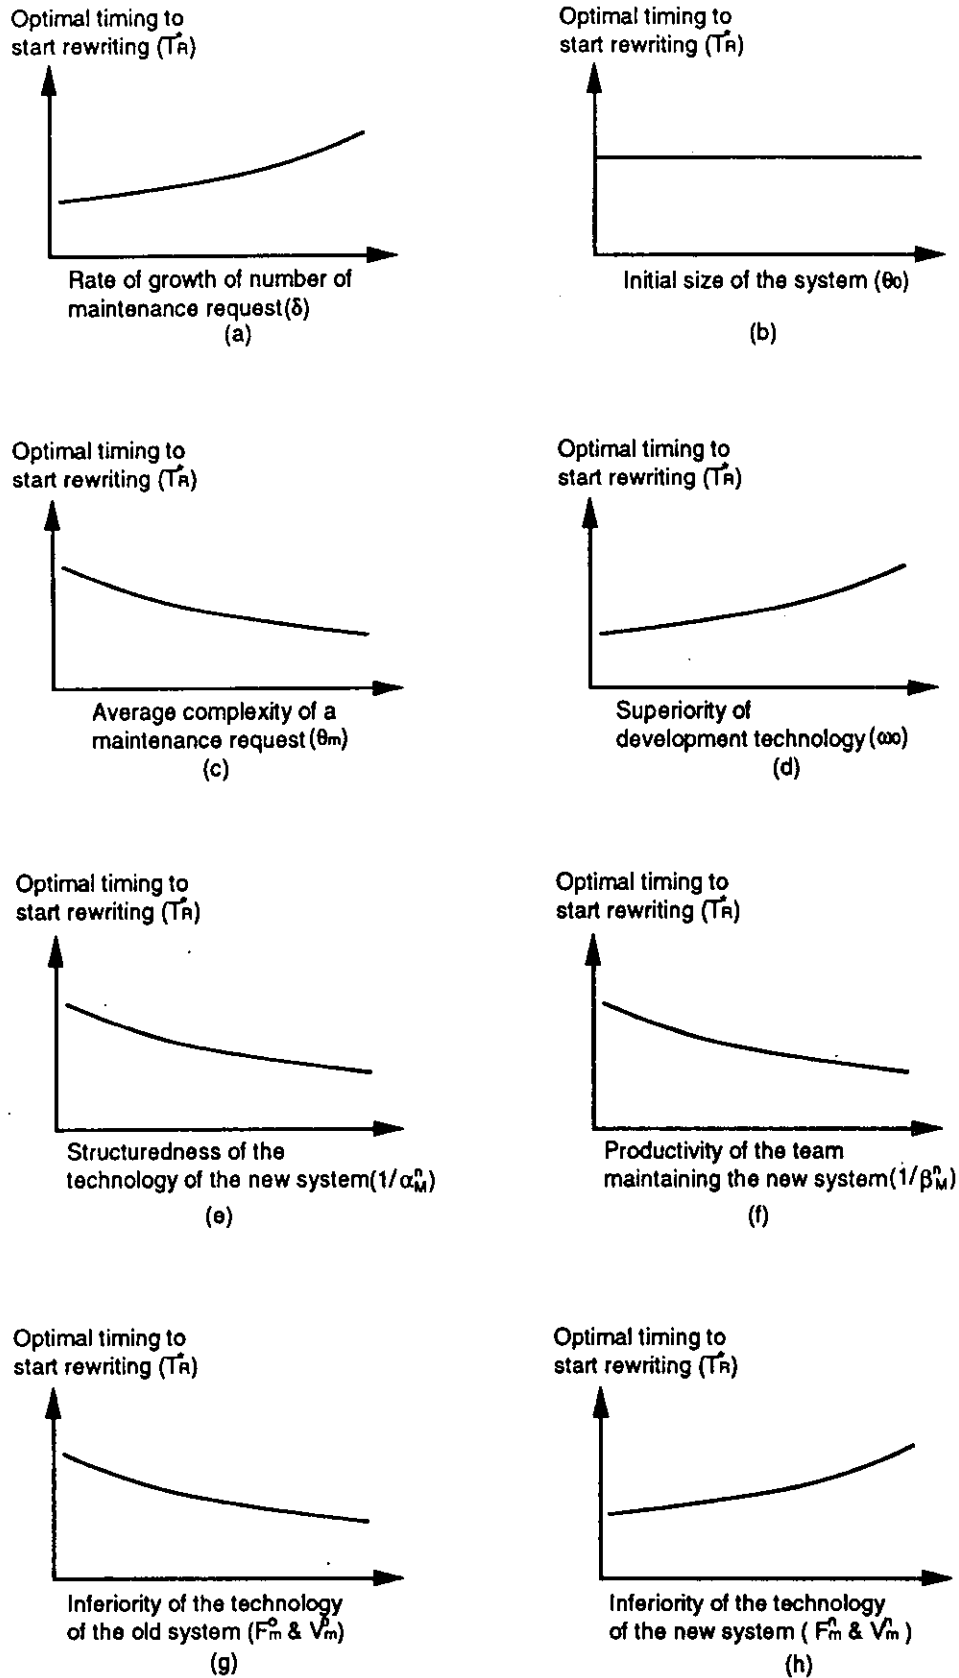 Optimal timing to
start rewriting (T*R)
Rate of growth of number of
maintenance request(δ)
(a)
Optimal timing to
start rewriting (T*R)
Initial size of the system (θ0)
(b)
Optimal timing to
start rewriting (T*R)
Average complexity of a
maintenance request(θm)
(c)
Optimal timing to
start rewriting (T*R)
Superiority of
development technology
(d)
Optimal timing to
start rewriting (T*R)
Structuredness of the
technology of the new system(1/αnM)
(e)
Optimal timing to
start rewriting (T*R)
Productivity of the team
maintaining the new system(1/βnM)
(f)
Optimal timing to
start rewriting (T*R)
Inferiority of the technology
of the old system (Fom &
(g)
Optimal timing to
start rewriting (T*R)
Inferiority of the technology
of the new system ( Fnm & Vnm )
(h)